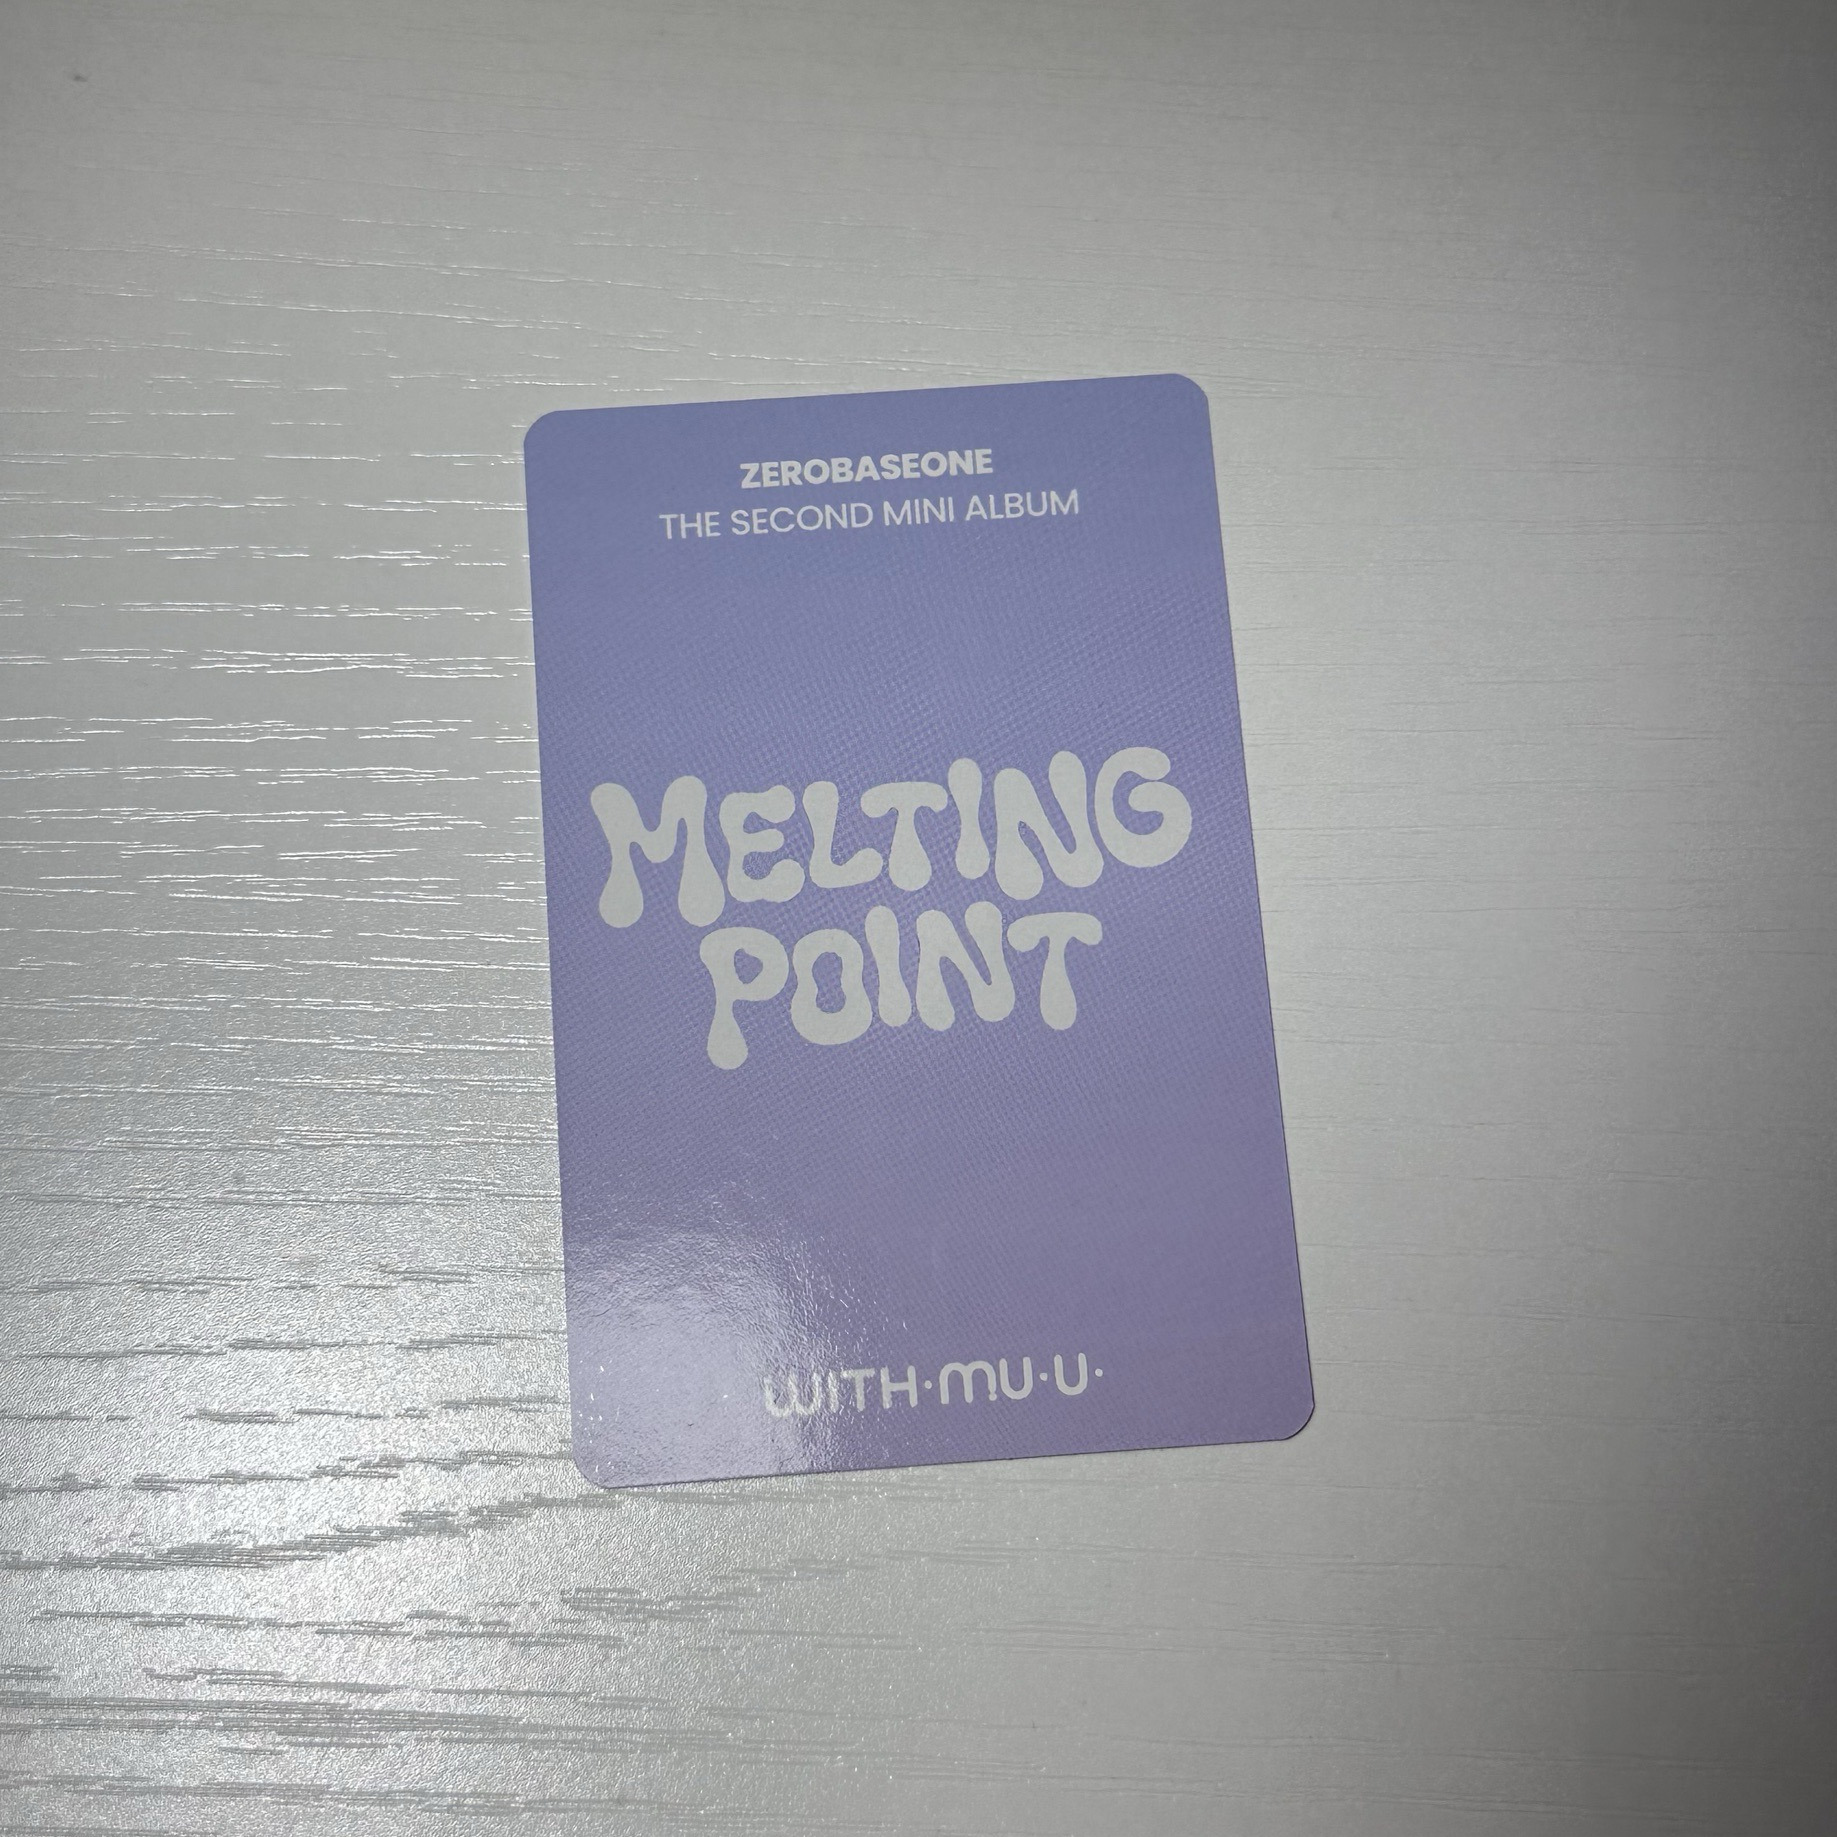 ZEROBASEONE
THE SECOND MINI ALBUM
MELTING
POINT
WITH·MU·U·